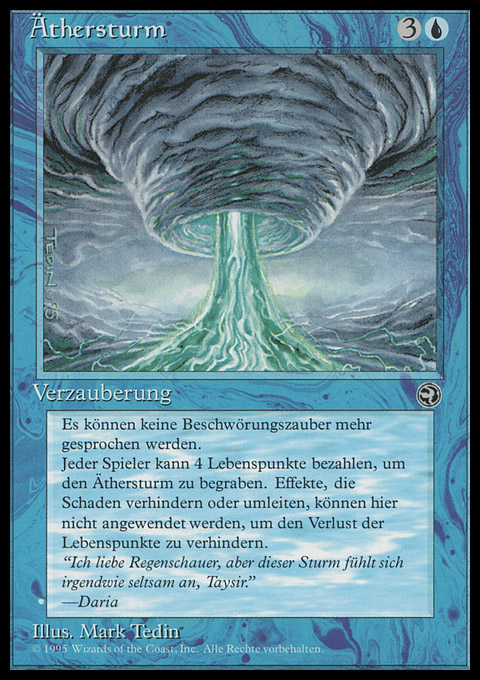 Äthersturm
3
TEDIN·95
Verzauberung
Es können keine Beschwörungszauber mehr
gesprochen werden.
Jeder Spieler kann 4 Lebenspunkte bezahlen, um
den Äthersturm zu begraben. Effekte, die
Schaden verhindern oder umleiten, können hier
nicht angewendet werden, um den Verlust der
Lebenspunkte zu verhindern.
“Ich liebe Regenschauer, aber dieser Sturm fühlt sich
irgendwie seltsam an, Taysir.”
—Daria
Illus. Mark Tedin
© 1995 Wizards of the Coast, Inc. Alle Rechte vorbehalten.